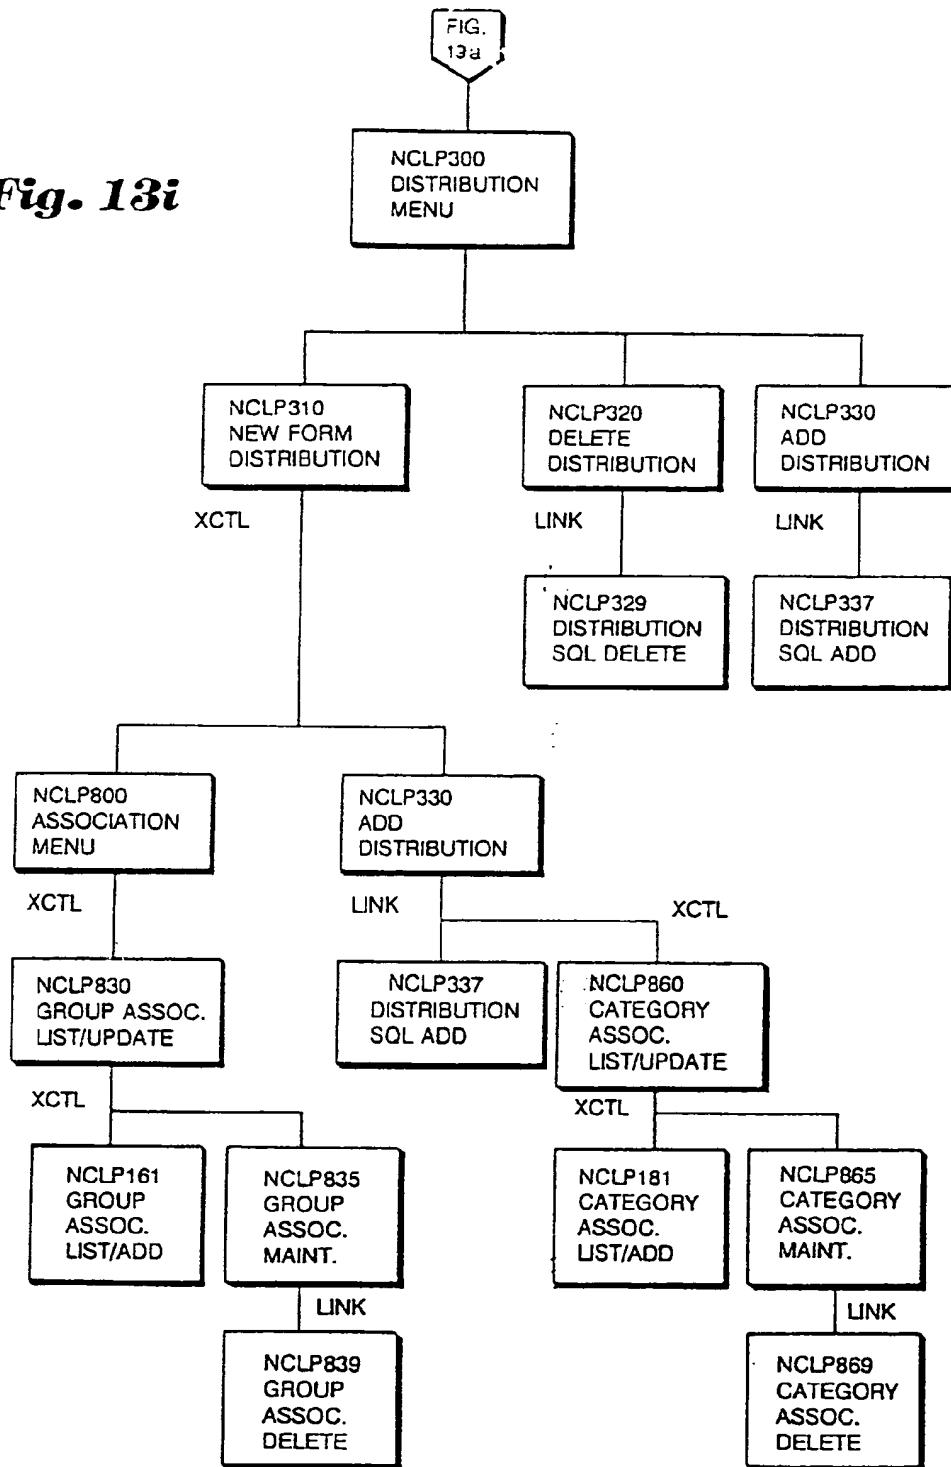 FIG.
13a
Fig. 13i
NCLP300
DISTRIBUTION
MENU
NCLP310
NEW FORM
DISTRIBUTION
NCLP320
DELETE
DISTRIBUTION
NCLP330
ADD
DISTRIBUTION
XCTL
LINK
LINK
NCLP329
DISTRIBUTION
SQL DELETE
NCLP337
DISTRIBUTION
SQL ADD
NCLP800
ASSOCIATION
MENU
NCLP330
ADD
DISTRIBUTION
XCTL
LINK
XCTL
NCLP830
GROUP ASSOC.
LIST/UPDATE
NCLP337
DISTRIBUTION
SQL ADD
NCLP860
CATEGORY
ASSOC.
LIST/UPDATE
XCTL
XCTL
NCLP161
GROUP
ASSOC.
LIST/ADD
NCLP835
GROUP
ASSOC.
MAINT.
NCLP181
CATEGORY
ASSOC.
LIST/ADD
NCLP865
CATEGORY
ASSOC.
MAINT.
LINK
LINK
NCLP839
GROUP
ASSOC.
DELETE
NCLP869
CATEGORY
ASSOC.
DELETE